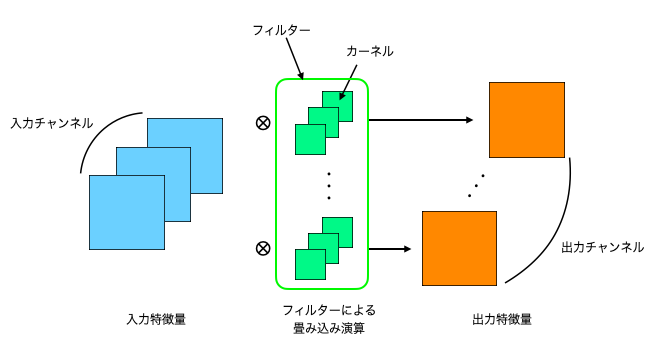 フィルター
カーネル
入力チャンネル
出力チャンネル
入力特徴量
フィルターによる
畳み込み演算
出力特徴量